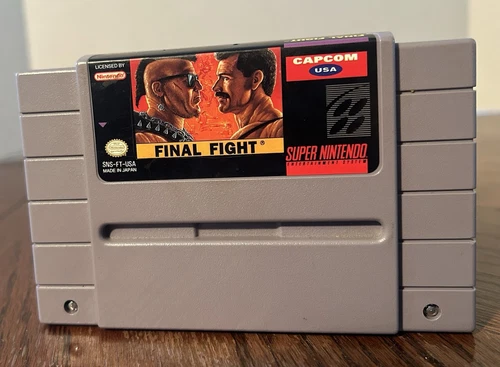 LICENSED BY
Nintendo
CAPCOM
USA
FINAL FIGHT®
SNS-FT-USA
MADE IN JAPAN
SUPER NINTENDO
ENTERTAINMENT SYSTEM